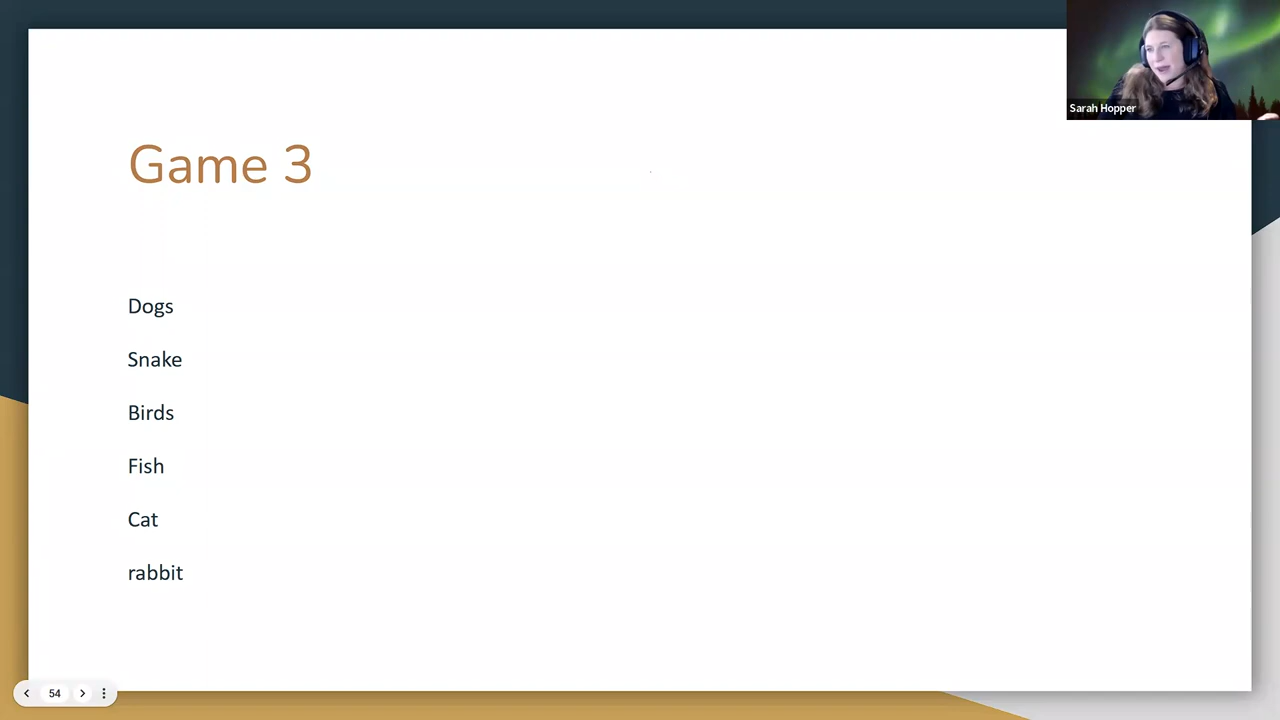 Sarah Hopper
Game 3
Dogs
Snake
Birds
Fish
Cat
rabbit
54